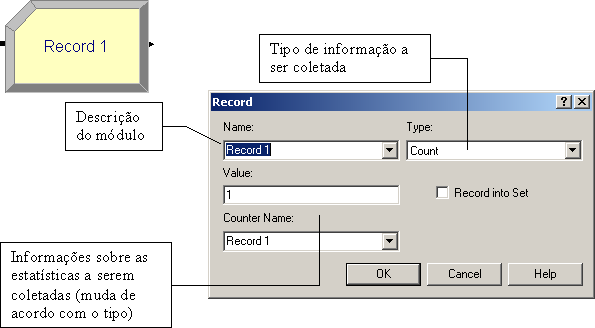 Record 1
Tipo de informação a
ser coletada
Descrição
do módulo
Record
Name:
Type:
Record 1
Count
Value:
1
Record into Set
Counter Name:
Record 1
Informações sobre as
estatísticas a serem
coletadas (muda de
acordo com o tipo)
OK
Cancel
Help